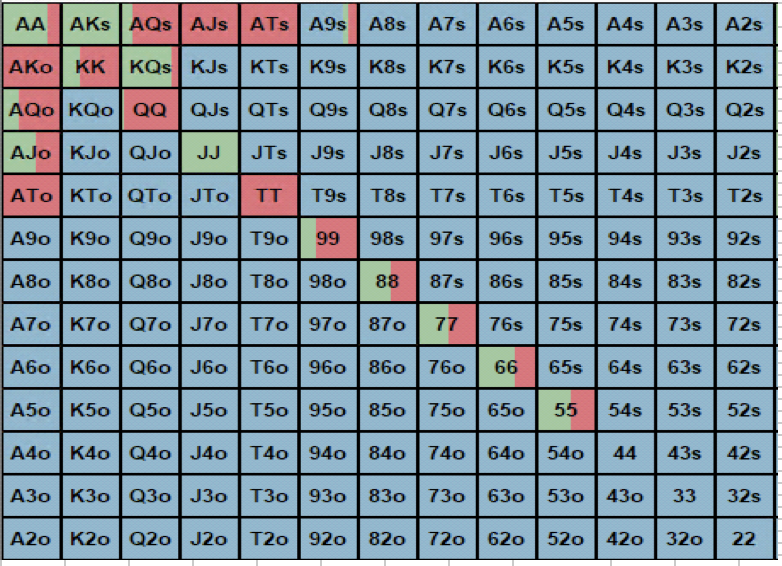 AA AKs AQs AJs ATs A9s A8s A7s A6s A5s A4s A3s A2s
AKo KK KQs KJs KTs K9s K8s K7s K6s K5s K4s K3s K2s
AQo KQo QQ QJs QTs Q9s Q8s Q7s Q6s Q5s Q4s Q3s Q2s
AJo KJo QJo JJ JTs J9s J8s J7s J6s J5s J4s J3s J2s
ATo KTo QTo JTo TT T9s T8s T7s T6s T5s T4s T3s T2s
A9o K9o Q9o J9o T9o 99 98s 97s 96s 95s 94s 93s 92s
A8o K8o Q8o J8o T8o 98o 88 87s 86s 85s 84s 83s 82s
A7o K7o Q7o J7o T7o 97o 87o 77 76s 75s 74s 73s 72s
A6o K6o Q6o J6o T6o 96o 86o 76o 66 65s 64s 63s 62s
A5o K5o Q5o J5o T5o 95o 85o 75o 65o 55 54s 53s 52s
A4o K4o Q4o J4o T4o 94o 84o 74o 64o 54o 44 43s 42s
A3o K3o Q3o J3o T3o 93o 83o 73o 63o 53o 43o 33 32s
A2o K2o Q2o J2o T2o 92o 82o 72o 62o 52o 42o 32o 22